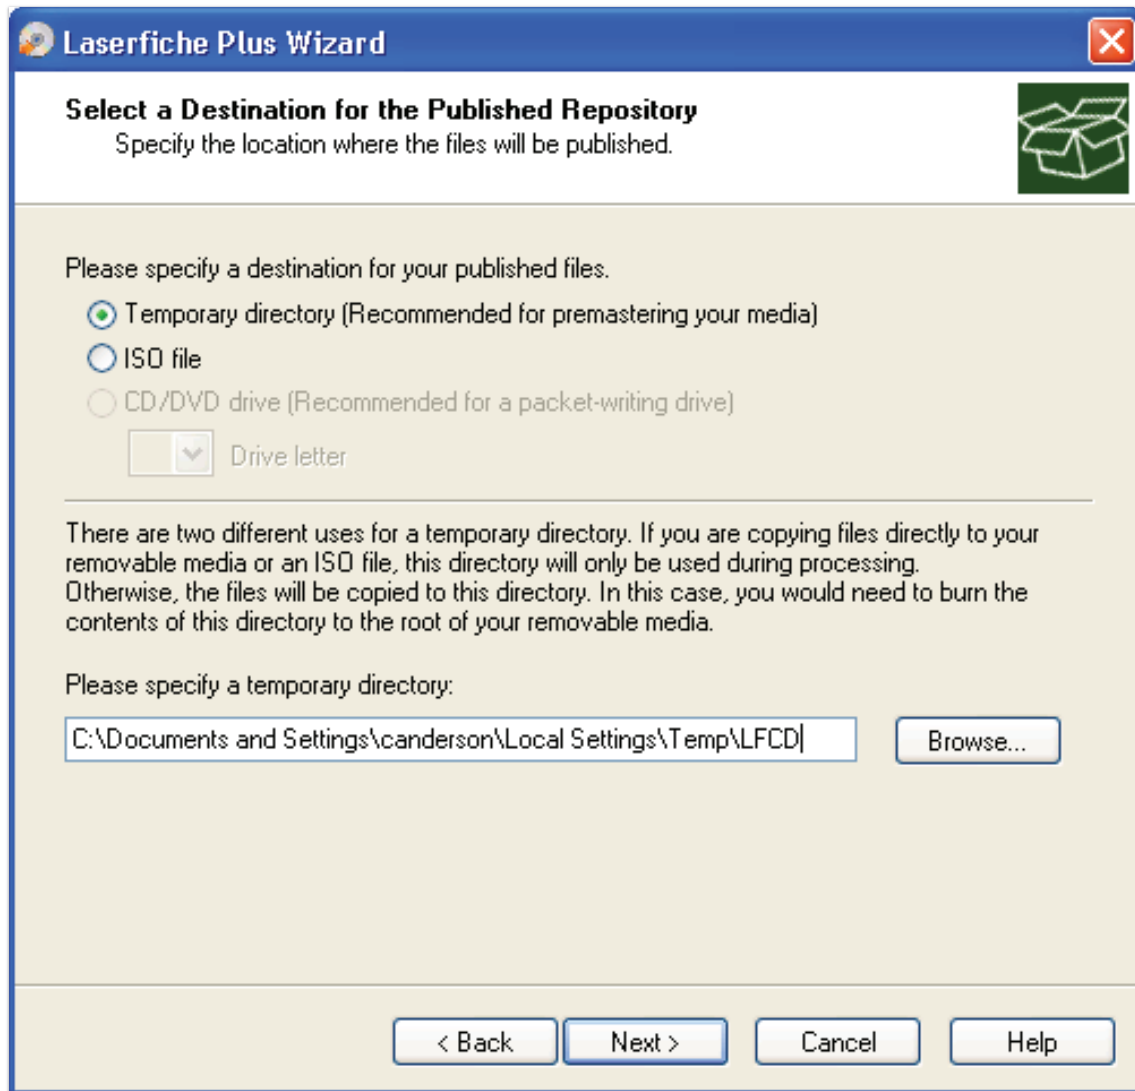 Laserfiche Plus Wizard
Select a Destination for the Published Repository
Specify the location where the files will be published.
Please specify a destination for your published files.
Temporary directory (Recommended for premastering your media)
ISO file
CD/DVD drive (Recommended for a packet-writing drive)
Drive letter
There are two different uses for a temporary directory. If you are copying files directly to your
removable media or an ISO file, this directory will only be used during processing.
Otherwise, the files will be copied to this directory. In this case, you would need to burn the
contents of this directory to the root of your removable media.
Please specify a temporary directory:
C:\Documents and Settings\canderson\Local Settings\Temp\LFCD
Browse...
< Back Next > Cancel Help